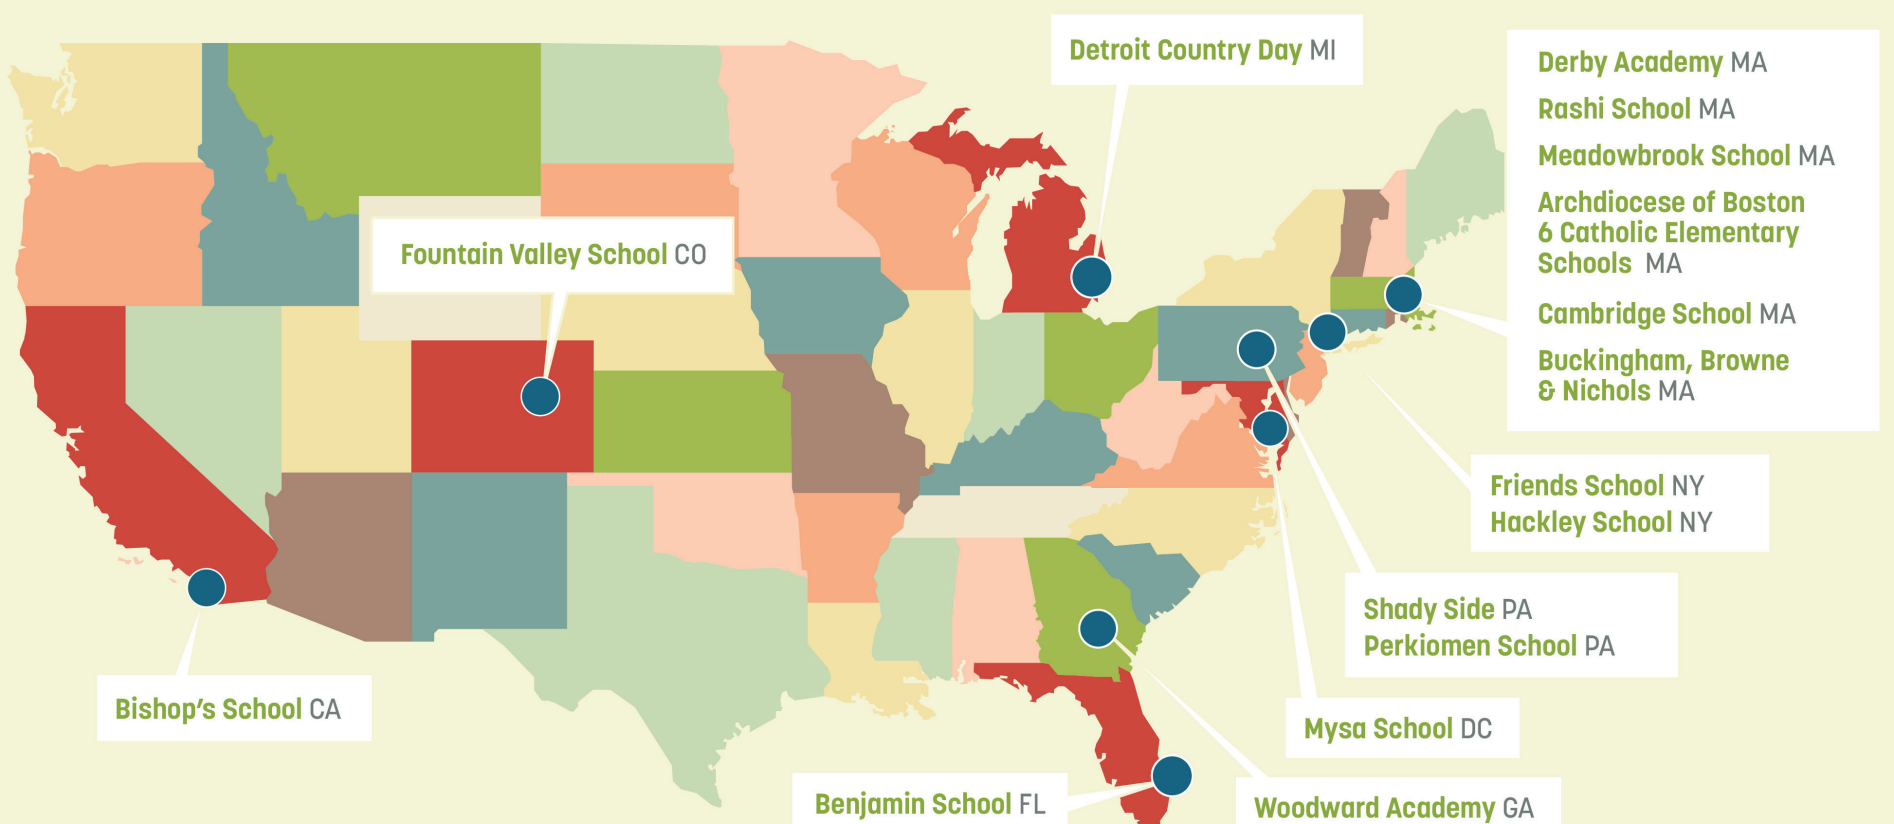 Detroit Country Day MI
Derby Academy MA
Rashi School MA
Meadowbrook School MA
Archdiocese of Boston
6 Catholic Elementary
Schools MA
Cambridge School MA
Buckingham, Browne
& Nichols MA
Fountain Valley School CO
Friends School NY
Hackley School NY
Shady Side PA
Perkiomen School PA
Bishop's School CA
Mysa School DC
Benjamin School FL
Woodward Academy GA